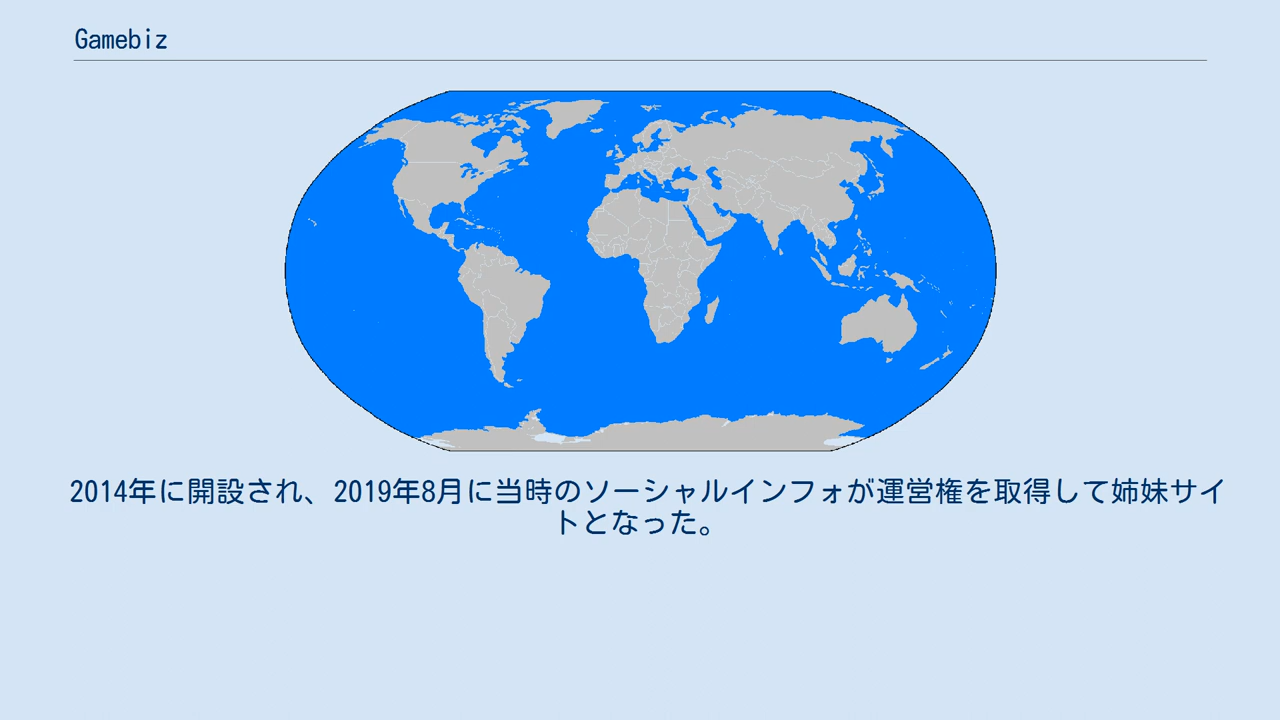 Gamebiz
2014年に開設され、2019年8月に当時のソーシャルインフォが運営権を取得して姉妹サイ
トとなった。